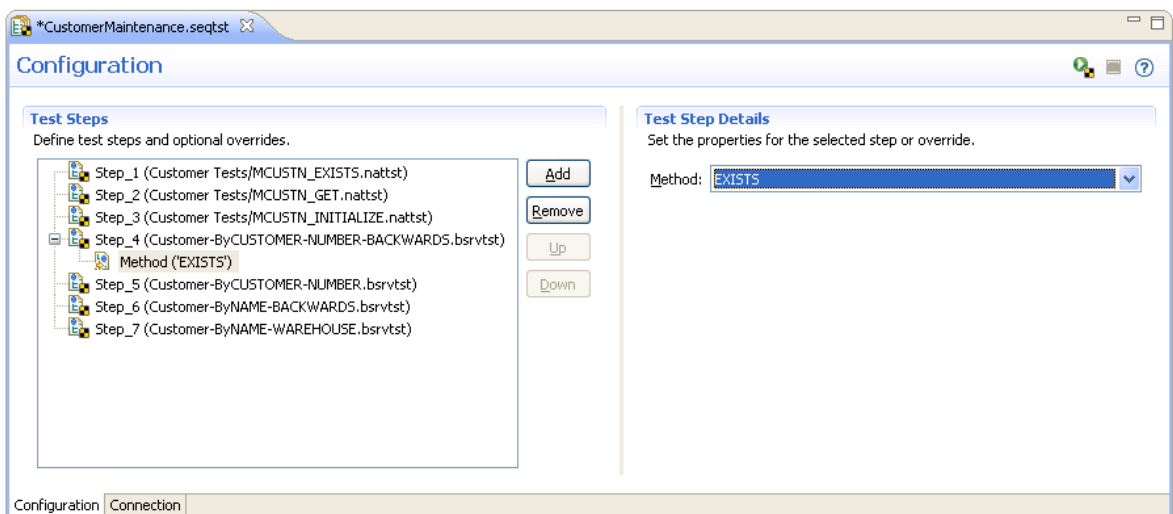 *CustomerMaintenance.seqtst
Configuration
Test Steps
Define test steps and optional overrides.
Step_1 (Customer Tests/MCUSTN_EXISTS.nattst)
Step_2 (Customer Tests/MCUSTN_GET.nattst)
Step_3 (Customer Tests/MCUSTN_INITIALIZE.nattst)
Step_4 (Customer-ByCUSTOMER-NUMBER-BACKWARDS.bsrvtst)
Method ('EXISTS')
Step_5 (Customer-ByCUSTOMER-NUMBER.bsrvtst)
Step_6 (Customer-ByNAME-BACKWARDS.bsrvtst)
Step_7 (Customer-ByNAME-WAREHOUSE.bsrvtst)
Add
Remove
Up
Down
Test Step Details
Set the properties for the selected step or override.
Method: EXISTS
Configuration Connection